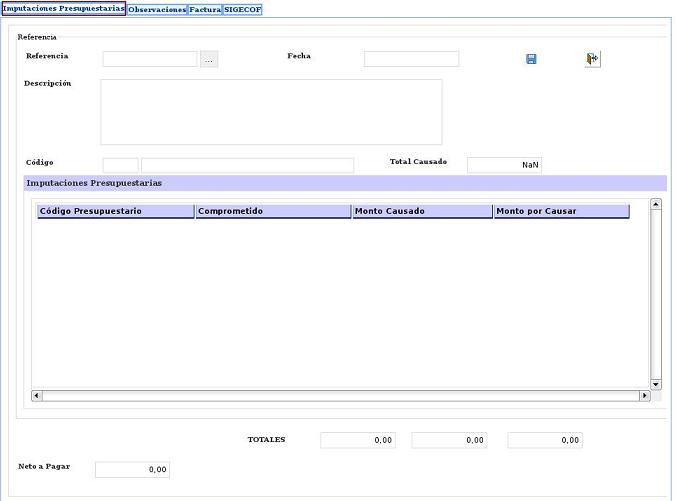 Imputaciones Presupuestarias Observaciones Factura SIGECOF
Referencia
Referencia ... Fecha
Descripción
Código Total Causado NaN
Imputaciones Presupuestarias
Código Presupuestario Comprometido Monto Causado Monto por Causar
TOTALES 0,00 0,00 0,00
Neto a Pagar 0,00